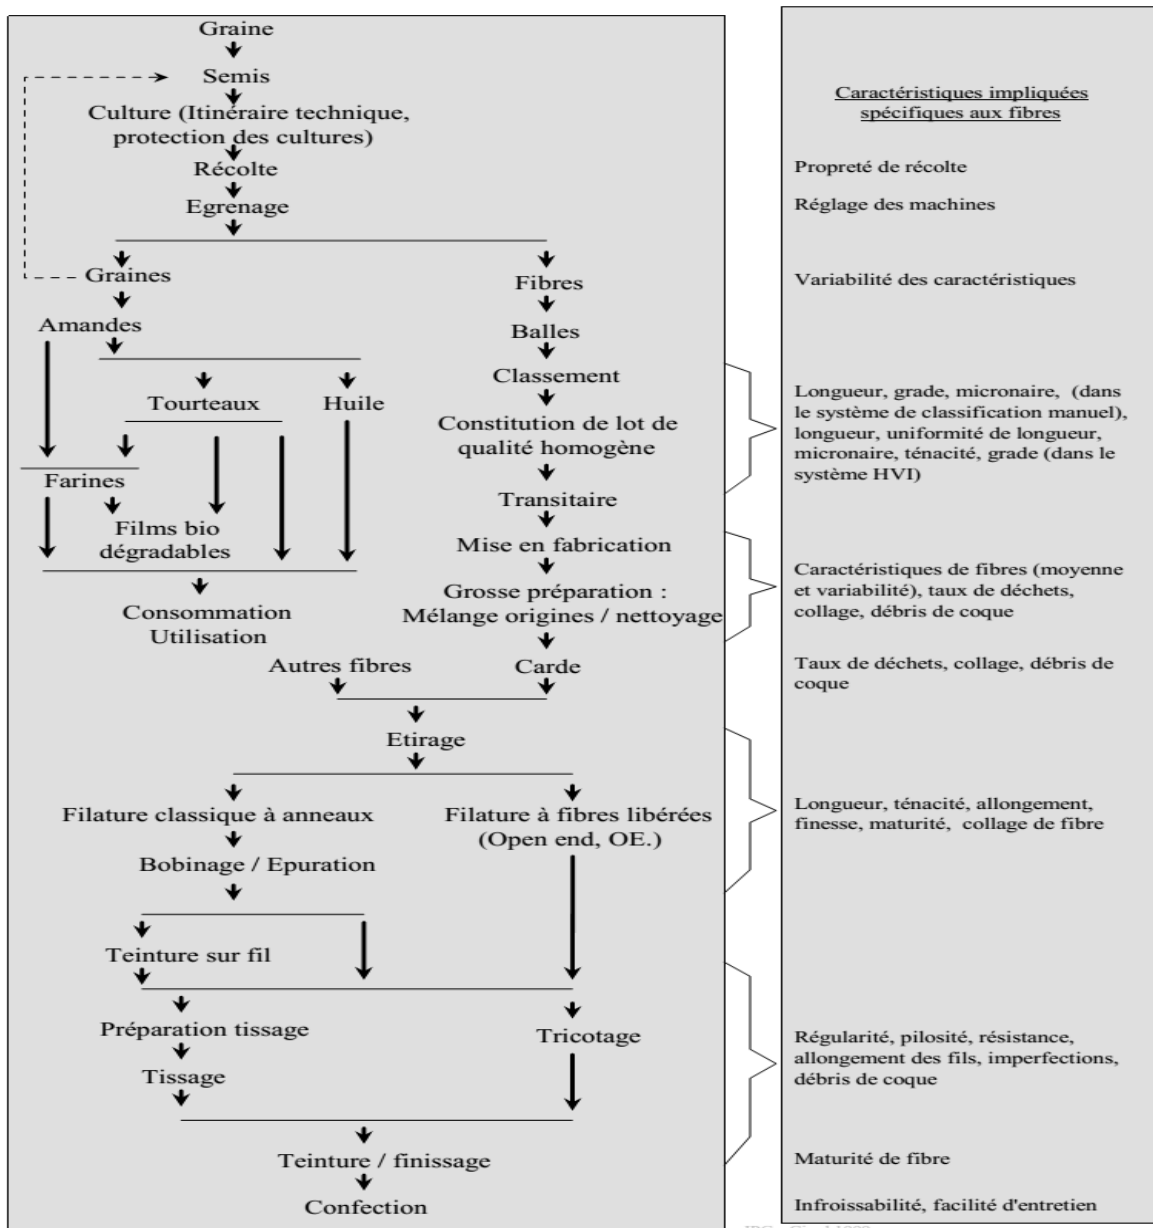 Graine
Semis
Culture (Itinéraire technique,
protection des cultures)
Récolte
Egrenage
Graines
Fibres
Amandes
Balles
Classement
Tourteaux
Huile
Constitution de lot de
qualité homogène
Farines
Transitaire
Films bio
dégradables
Mise en fabrication
Grosse préparation :
Mélange origines / nettoyage
Consommation
Utilisation
Autres fibres
Carde
Etirage
Filature classique à anneaux
Filature à fibres libérées
(Open end, OE.)
Bobinage / Epuration
Teinture sur fil
Préparation tissage
Tricotage
Tissage
Teinture / finissage
Confection
Caractéristiques impliquées
spécifiques aux fibres
Propreté de récolte
Réglage des machines
Variabilité des caractéristiques
Longueur, grade, micronaire, (dans
le système de classification manuel),
longueur, uniformité de longueur,
micronaire, ténacité, grade (dans le
système HVI)
Caractéristiques de fibres (moyenne
et variabilité), taux de déchets,
collage, débris de coque
Taux de déchets, collage, débris de
coque
Longueur, ténacité, allongement,
finesse, maturité, collage de fibre
Régularité, pilosité, résistance,
allongement des fils, imperfections,
débris de coque
Maturité de fibre
Infroissabilité, facilité d'entretien